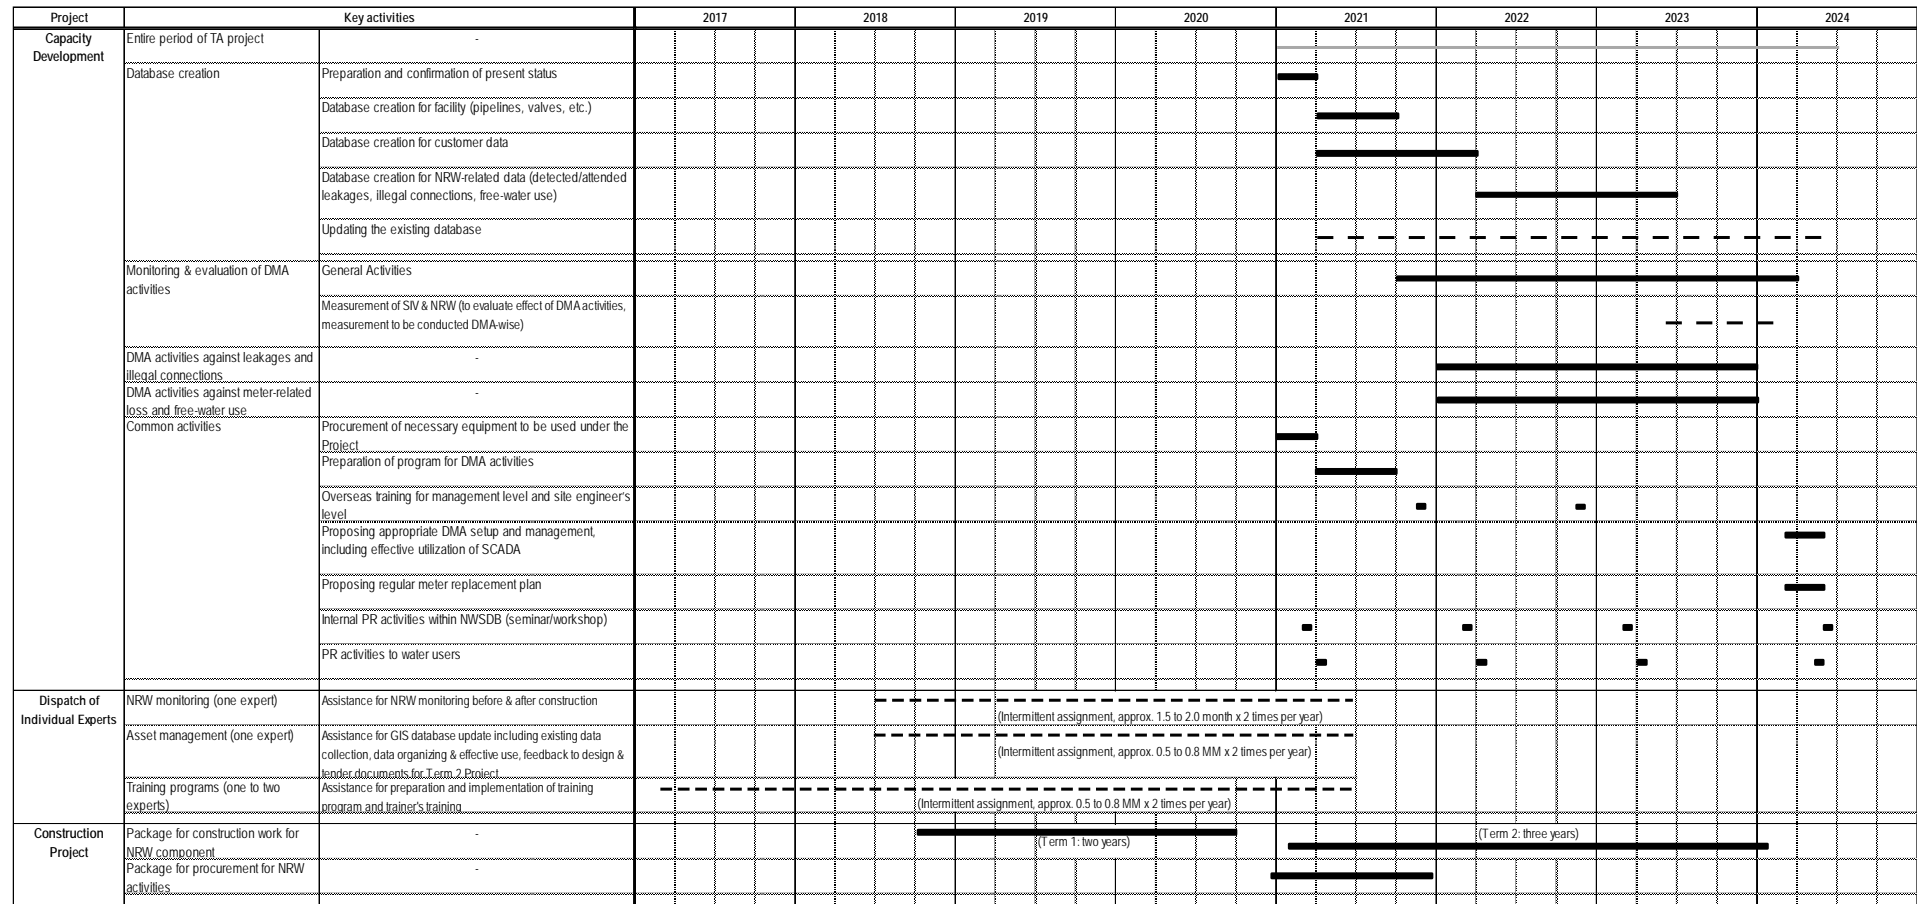 Project Key activities 2017 2018 2019 2020 2021 2022 2023 2024
Capacity
Development
Entire period of TA project -
Database creation Preparation and confirmation of present status
Database creation for facility (pipelines, valves, etc.)
Database creation for customer data
Database creation for NRW-related data (detected/attended
leakages, illegal connections, free-water use)
Updating the existing database
Monitoring & evaluation of DMA
activities
General Activities
Measurement of SIV & NRW (to evaluate effect of DMA activities,
measurement to be conducted DMA-wise)
DMA activities against leakages and
illegal connections
-
DMA activities against meter-related
loss and free-water use
-
Common activities
Procurement of necessary equipment to be used under the
Project
Preparation of program for DMA activities
Overseas training for management level and site engineer's
level
Proposing appropriate DMA setup and management,
including effective utilization of SCADA
Proposing regular meter replacement plan
Internal PR activities within NWSDB (seminar/workshop)
PR activities to water users
Dispatch of
Individual Experts
NRW monitoring (one expert) Assistance for NRW monitoring before & after construction
(Intermittent assignment, approx. 1.5 to 2.0 month x 2 times per year)
Asset management (one expert)
Assistance for GIS database update including existing data
collection, data organizing & effective use, feedback to design &
tender documents for Term 2 Project
(Intermittent assignment, approx. 0.5 to 0.8 MM x 2 times per year)
Training programs (one to two
experts)
Assistance for preparation and implementation of training
program and trainer's training
(Intermittent assignment, approx. 0.5 to 0.8 MM x 2 times per year)
Construction
Project
Package for construction work for
NRW component
-
(Term 1: two years)
(Term 2: three years)
Package for procurement for NRW
activities
-